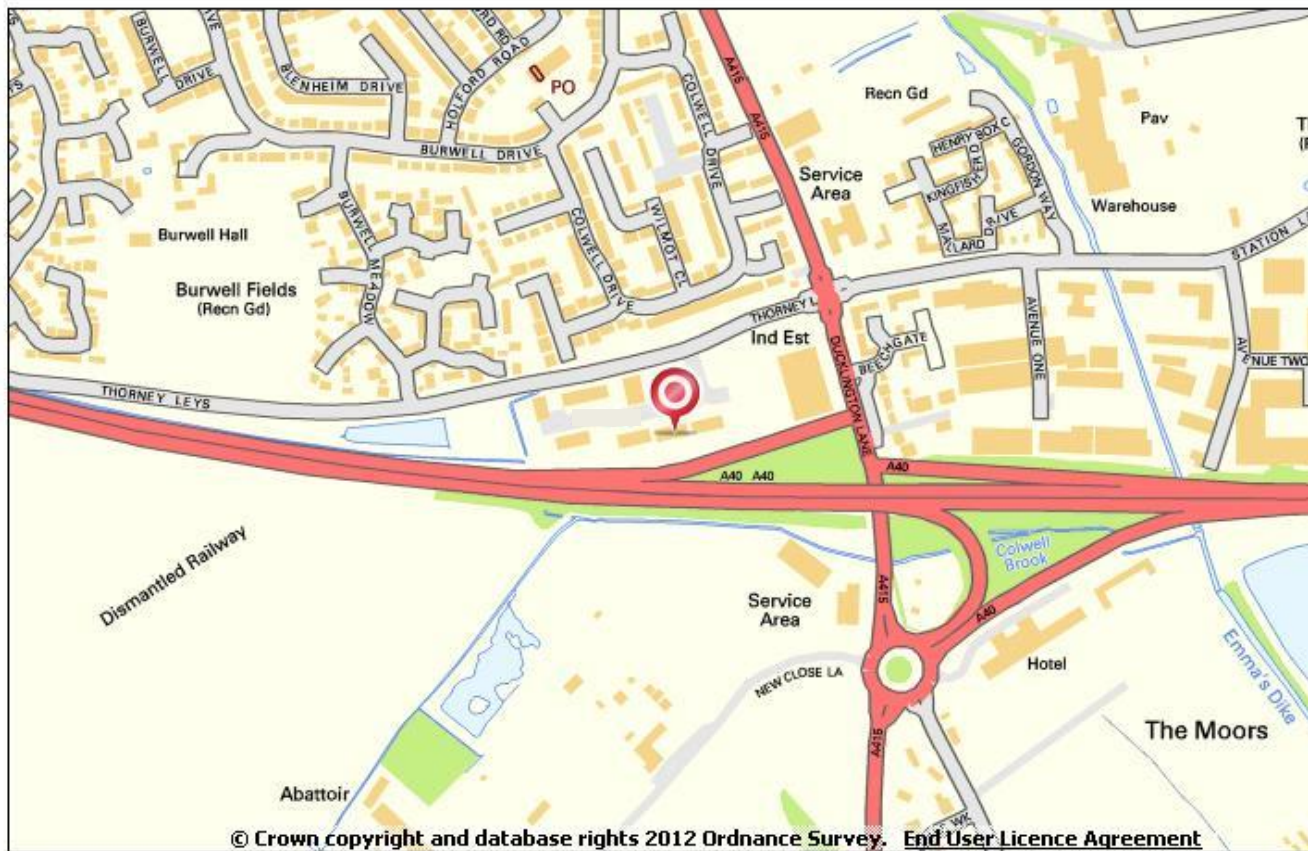 BURWELL
DRIVE
BLENHEIM DRIVE
HOLFORD ROAD
RD RD
PO
COLWELL DRIVE
A415
A415
Recn Gd
Pav
HENRY BOX C
KINGFISHER
GORDON WAY
MALLARD DRIVE
Service
Area
Warehouse
STATION L
BURWELL DRIVE
BURWELL MEADOW
COLWELL DRIVE
WILMOT CL
Burwell Hall
Burwell Fields
(Recn Gd)
THORNEY L
Ind Est
DUCKLINGTON LANE
BEECHGATE
AVENUE ONE
AVENUE TWO
THORNEY LEYS
A40 A40
A40
Dismantled Railway
Colwell
Brook
A415
A40
Service
Area
Hotel
NEW CLOSE LA
Emma's Dike
The Moors
A415
Abattoir
WK
© Crown copyright and database rights 2012 Ordnance Survey. End User Licence Agreement